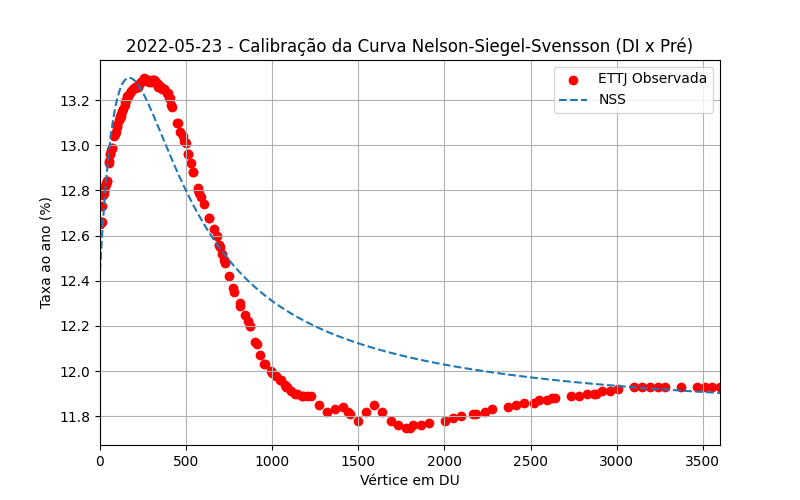 2022-05-23 - Calibração da Curva Nelson-Siegel-Svensson (DI x Pré)
ETTJ Observada
NSS
Taxa ao ano (%)
13.2
13.0
12.8
12.6
12.4
12.2
12.0
11.8
0 500 1000 1500 2000 2500 3000 3500
Vértice em DU